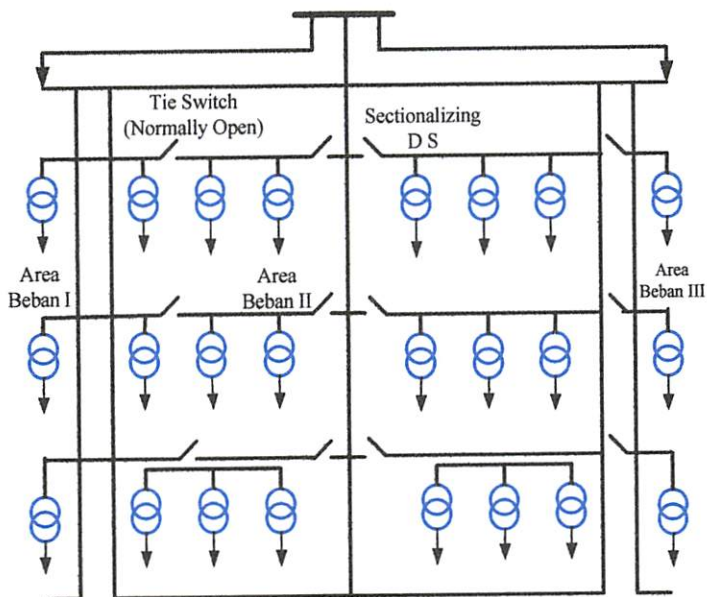 Tie Switch
(Normally Open)
Sectionalizing
D S
Area
Beban I
Area
Beban II
Area
Beban III